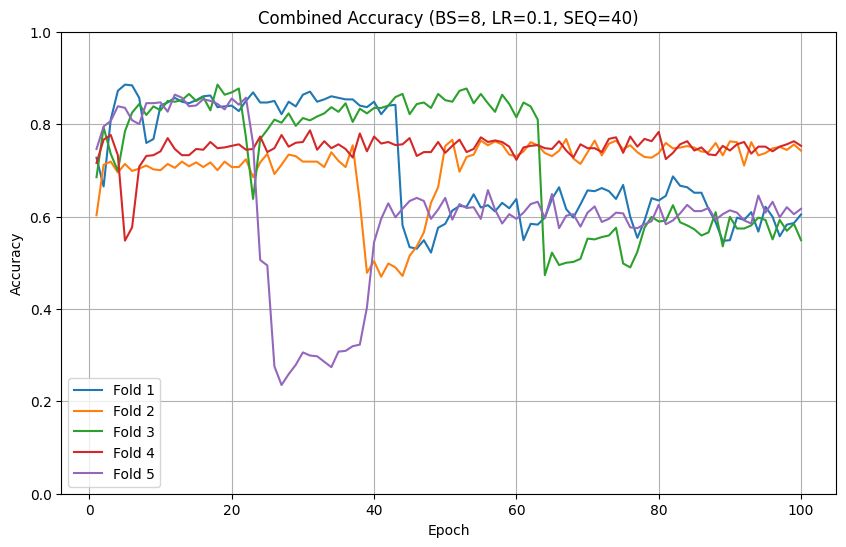 Combined Accuracy (BS=8, LR=0.1, SEQ=40)
Accuracy
1.0
0.8
0.6
0.4
0.2
0.0
Fold 1
Fold 2
Fold 3
Fold 4
Fold 5
0 20 40 60 80 100
Epoch